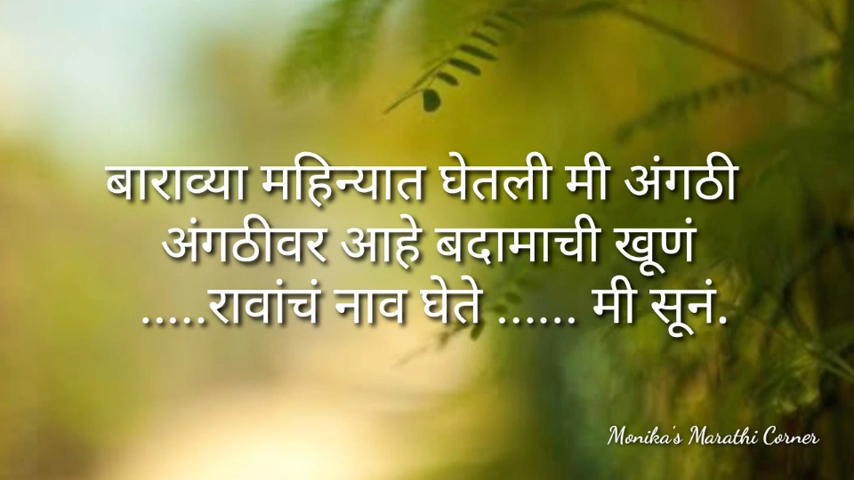 बाराव्या महिन्यात घेतली मी अंगठी
अंगठीवर आहे बदामाची खूणं
.....रावांचं नाव घेते ...... मी सूनं.
Monika's Marathi Corner